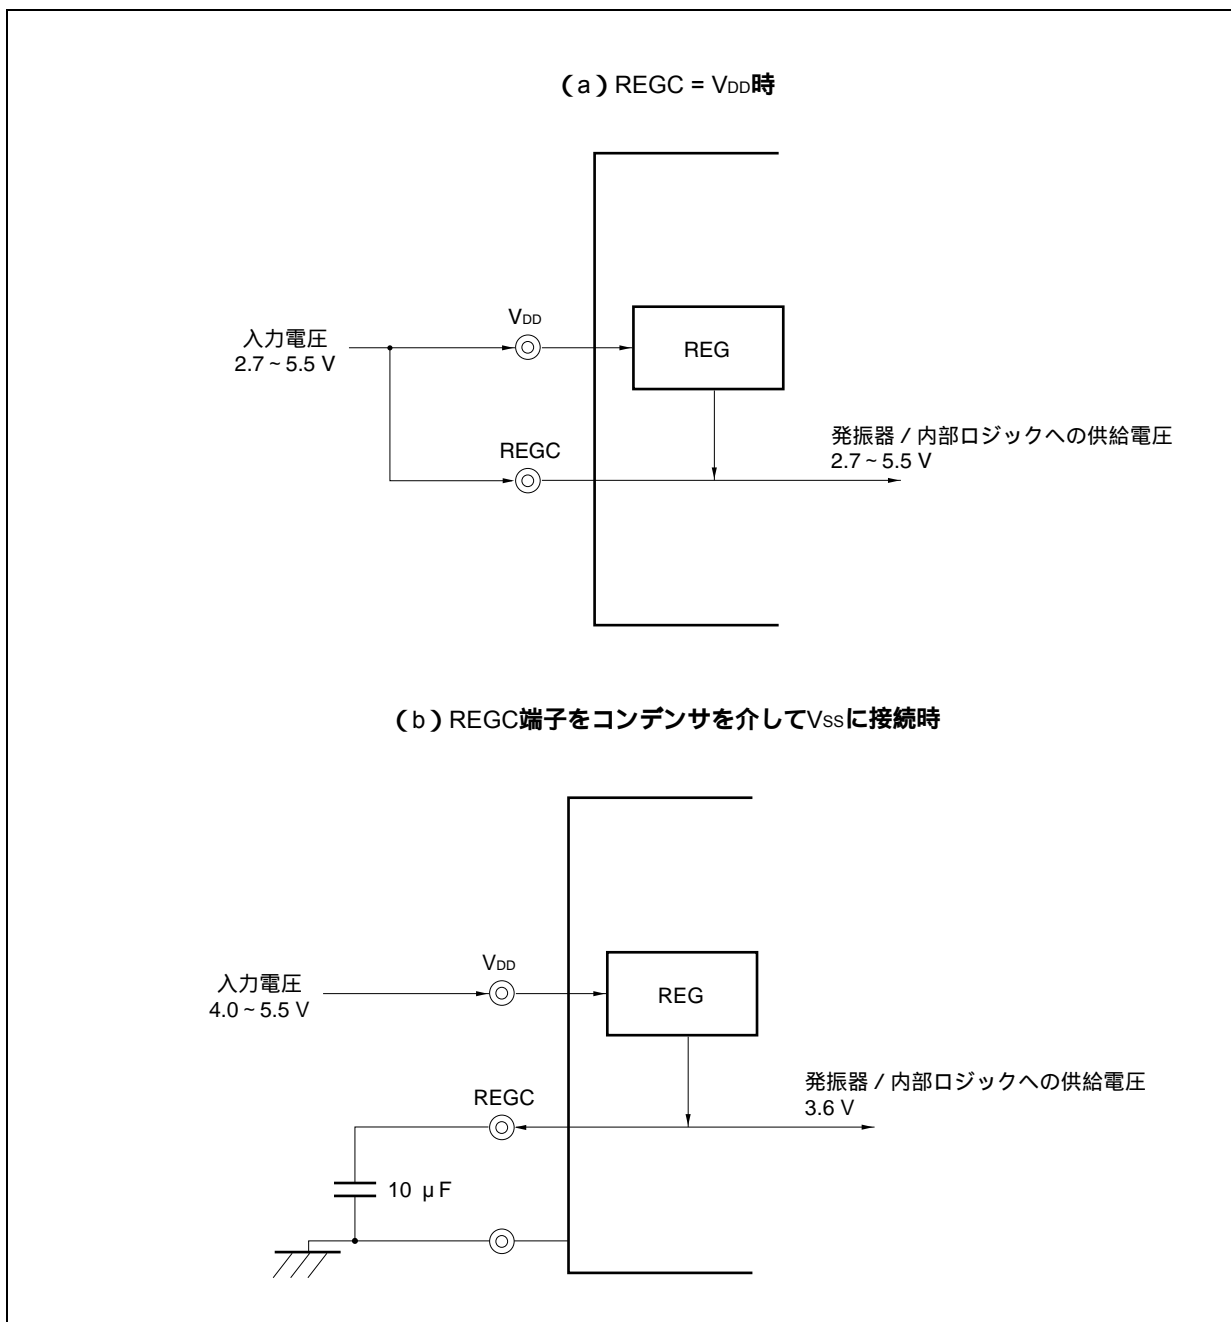 （a）REGC = VDD時
VDD
入力電圧
2.7～5.5 V
REG
REGC
発振器 / 内部ロジックへの供給電圧
2.7～5.5 V
（b）REGC端子をコンデンサを介してVSSに接続時
VDD
入力電圧
4.0～5.5 V
REG
発振器 / 内部ロジックへの供給電圧
3.6 V
REGC
10 μF